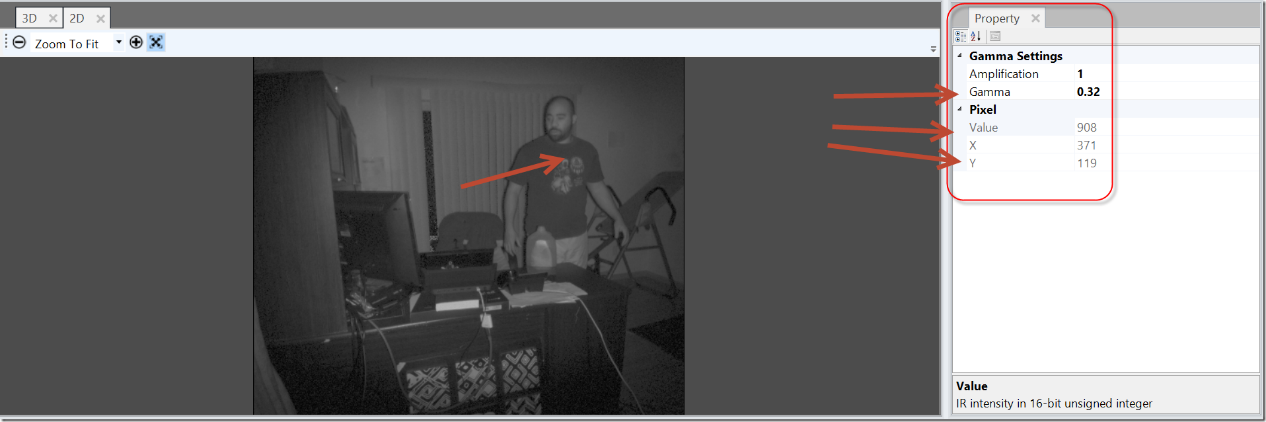 3D 2D
Zoom To Fit
Property
Gamma Settings
Amplification 1
Gamma 0.32
Pixel
Value 908
X 371
Y 119
Value
IR intensity in 16-bit unsigned integer